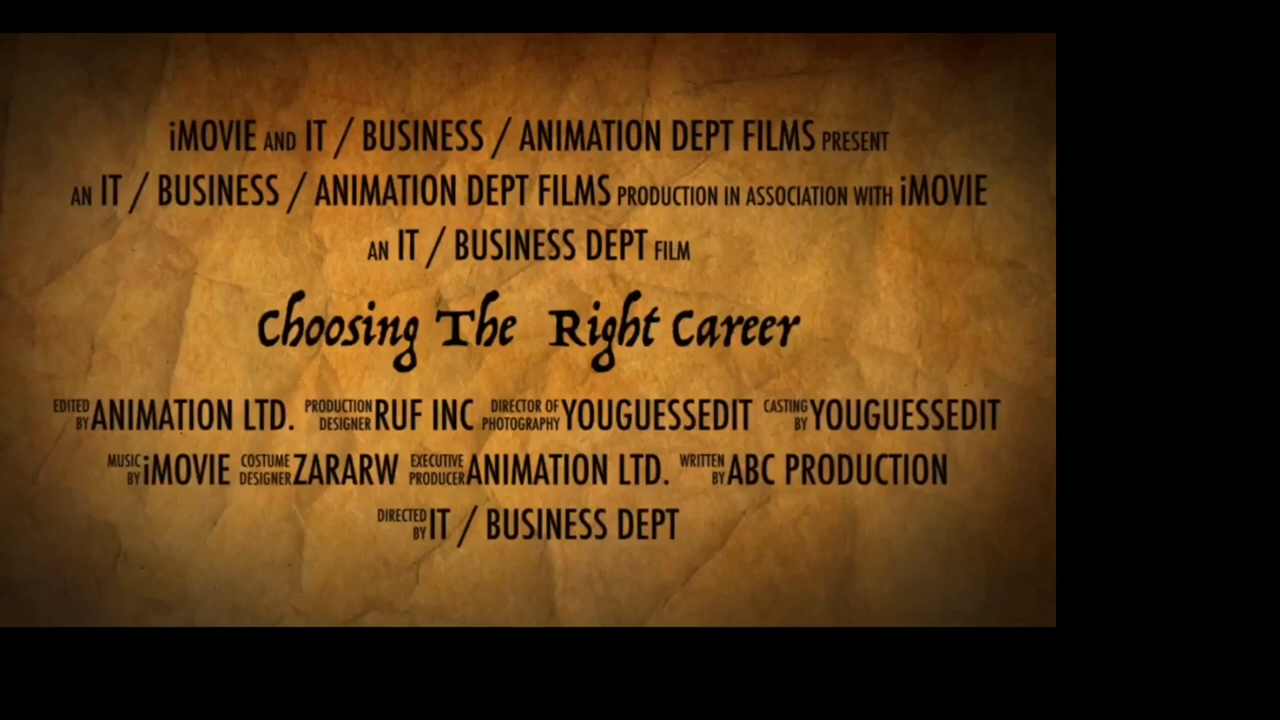 iMOVIE AND IT / BUSINESS / ANIMATION DEPT FILMS PRESENT
AN IT / BUSINESS / ANIMATION DEPT FILMS PRODUCTION IN ASSOCIATION WITH iMOVIE
AN IT / BUSINESS DEPT FILM
Choosing The Right Career
EDITED BY ANIMATION LTD. PRODUCTION DESIGNER RUF INC DIRECTOR OF PHOTOGRAPHY YOUGUESSEDIT CASTING BY YOUGUESSEDIT
MUSIC BY iMOVIE COSTUME DESIGNER ZARARW EXECUTIVE PRODUCER ANIMATION LTD. WRITTEN BY ABC PRODUCTION
DIRECTED BY IT / BUSINESS DEPT